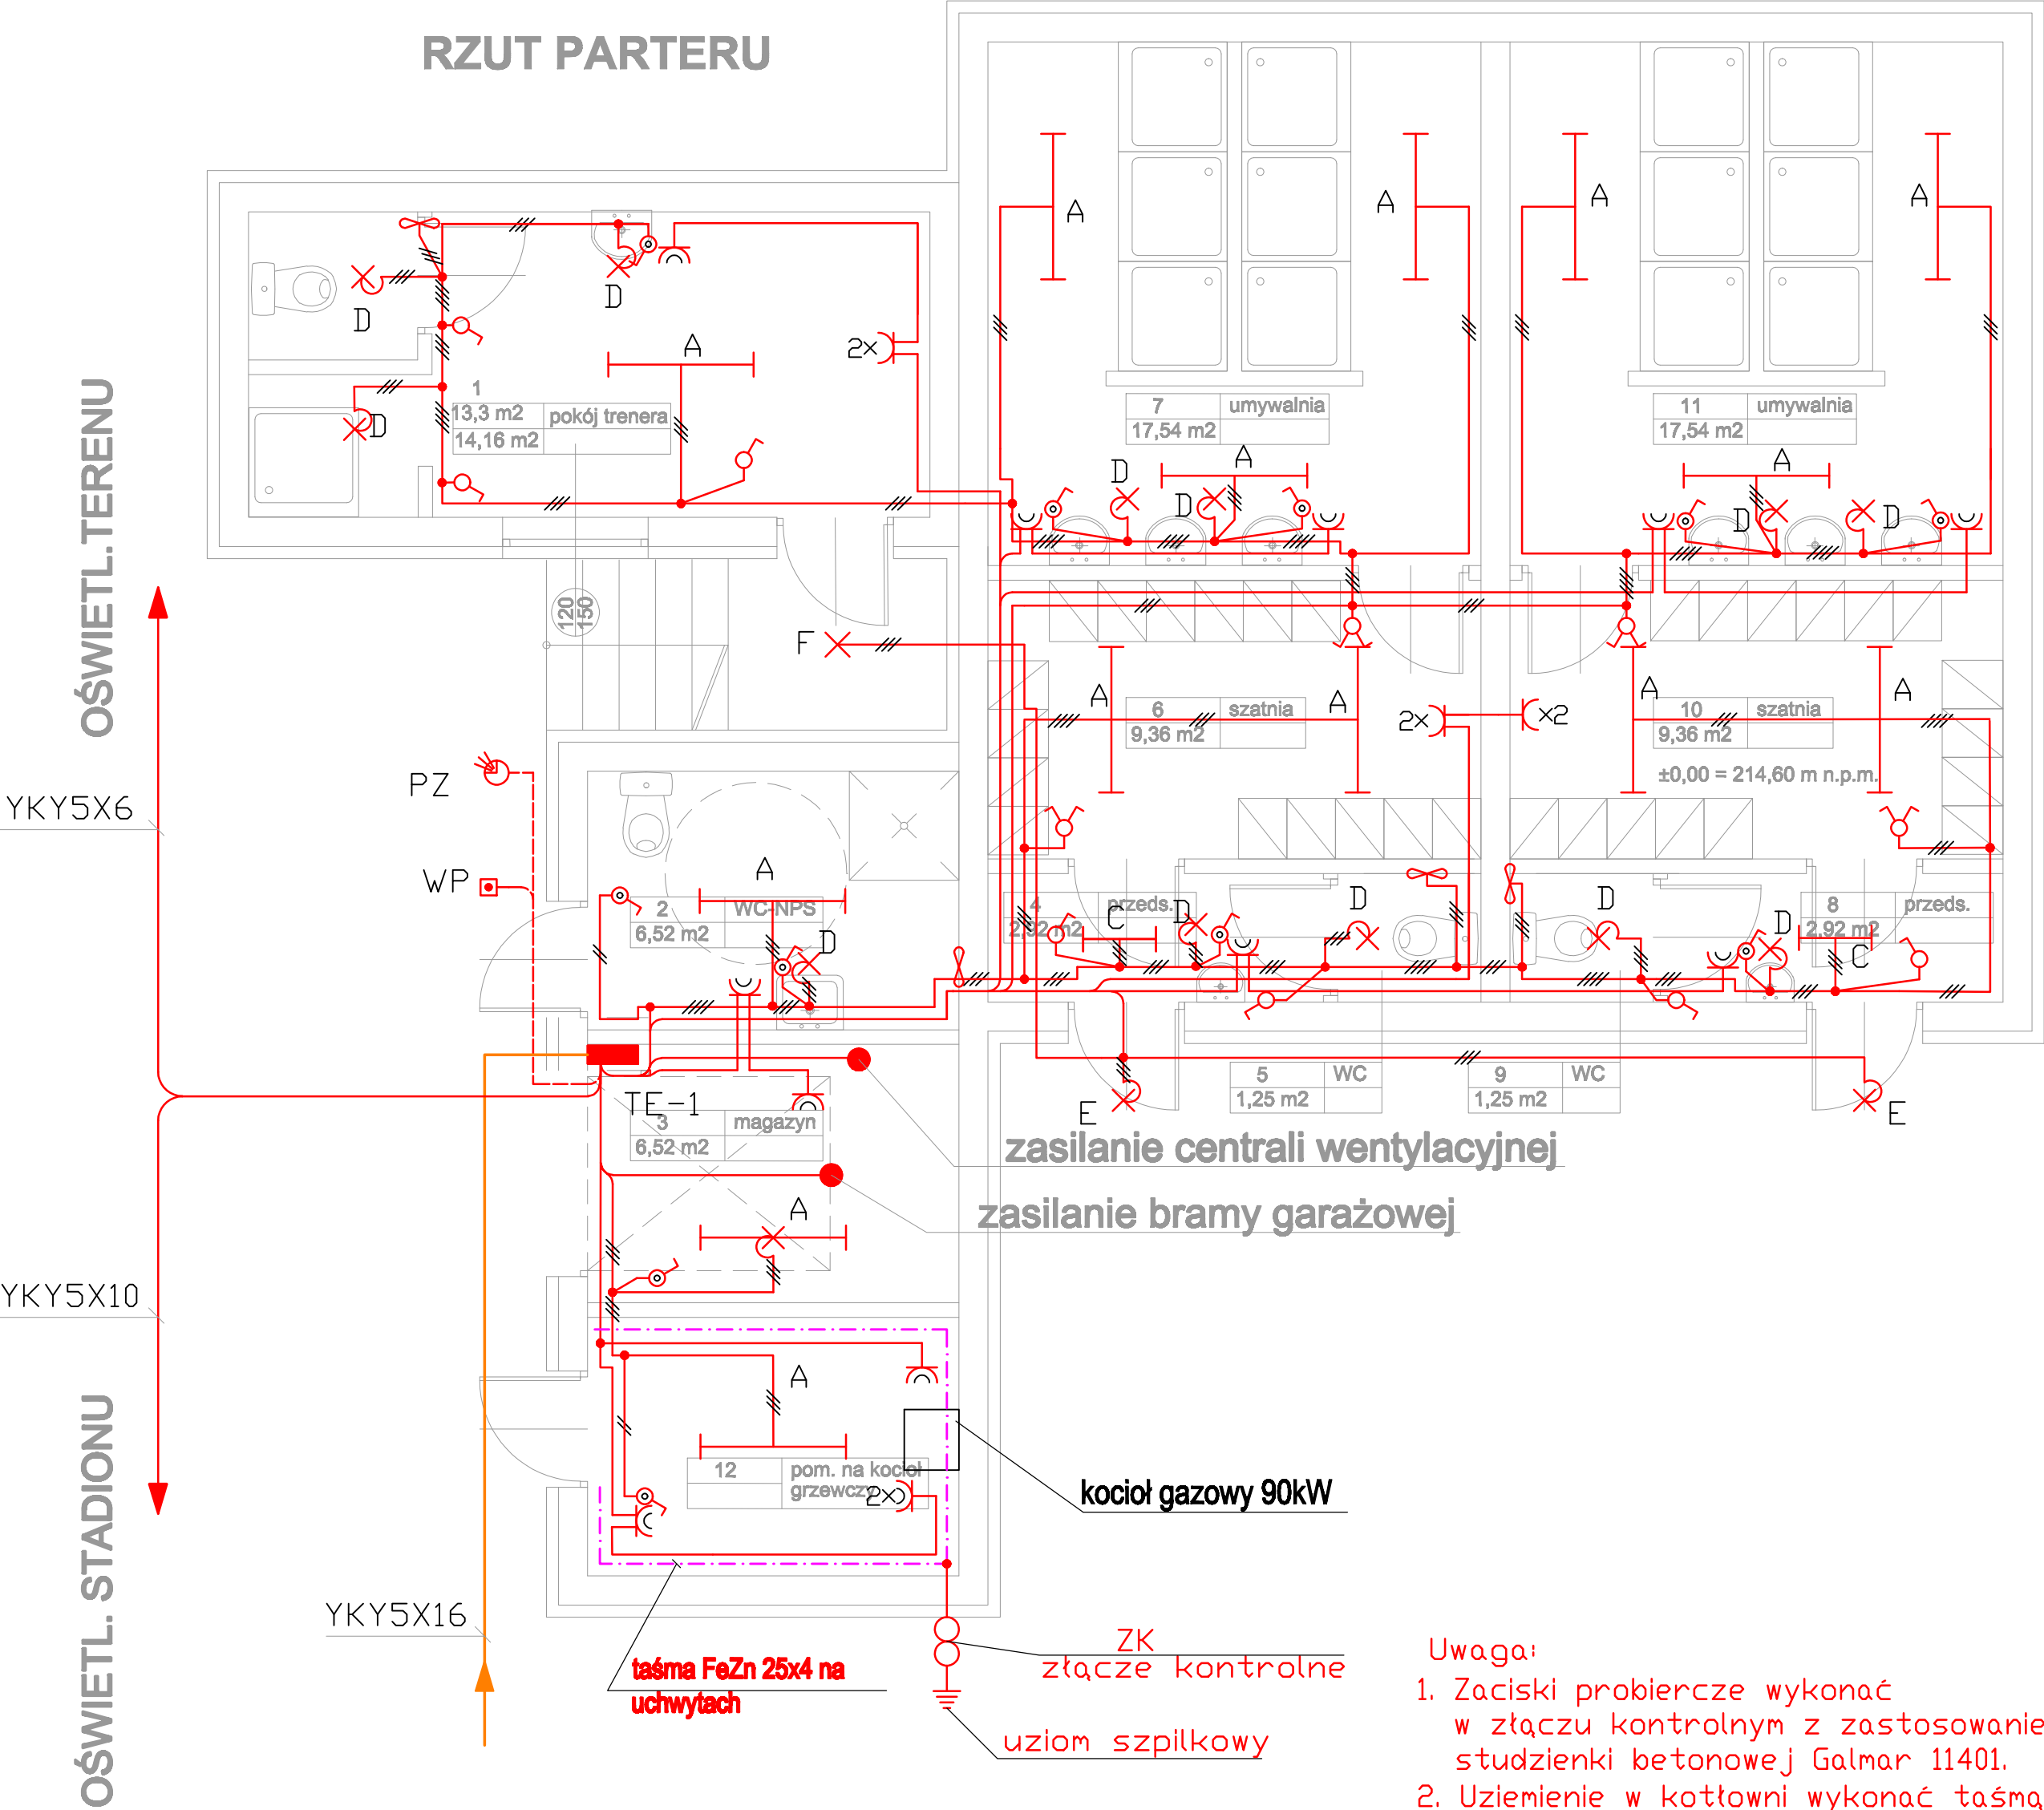 RZUT PARTERU
OŚWIETL.TERENU
A
A
A
A
D
D
A
2x
D
1
13,3 m2 pokój trenera
14,16 m2
7 umywalnia
17,54 m2
11 umywalnia
17,54 m2
D
A
D
A
D
D
120
150
F
A
A
A
A
6 szatnia
9,36 m2
2x
x2
10 szatnia
9,36 m2
±0,00 = 214,60 m n.p.m.
PZ
YKY5X6
WP
A
2 WC-NPS
6,52 m2
D
4 przeds.
2,92 m2
C
D
D
D
D
8 przeds.
2,92 m2
C
TE-1
3 magazyn
6,52 m2
E
5 WC
1,25 m2
9 WC
1,25 m2
E
zasilanie centrali wentylacyjnej
zasilanie bramy garażowej
A
YKY5X10
A
12 pom. na kocioł
grzewczy
2x
kocioł gazowy 90kW
OŚWIETL. STADIONU
YKY5X16
taśma FeZn 25x4 na
uchwytach
ZK
złącze kontrolne
uziom szpilkowy
Uwaga:
1. Zaciski probiercze wykonać
w złączu kontrolnym z zastosowanie
studzienki betonowej Galmar 11401.
2. Uziemienie w kotłowni wykonać taśmą